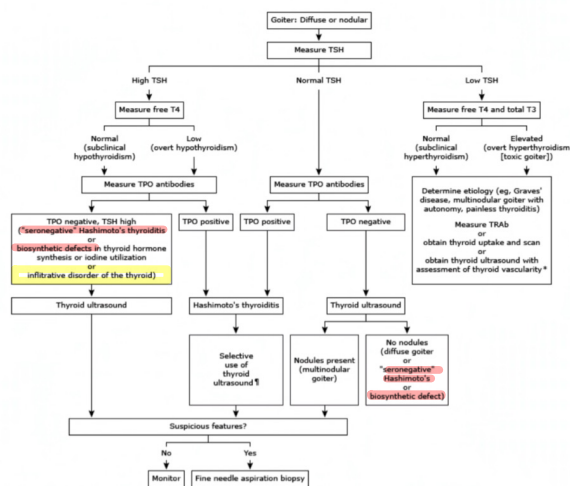 Goiter: Diffuse or nodular
Measure TSH
High TSH
Normal TSH
Low TSH
Measure free T4
Measure free T4 and total T3
Normal
(subclinical
hypothyroidism)
Low
(overt hypothyroidism)
Normal
(subclinical
hyperthyroidism)
Elevated
(overt hyperthyroidism
[toxic goiter])
Measure TPO antibodies
Measure TPO antibodies
Determine etiology (eg, Graves'
disease, multinodular goiter with
autonomy, painless thyroiditis)
Measure TRAb
or
obtain thyroid uptake and scan
or
obtain thyroid ultrasound with
assessment of thyroid vascularity*
TPO negative, TSH high
("seronegative" Hashimoto's thyroiditis
or
biosynthetic defects in thyroid hormone
synthesis or iodine utilization
or
infiltrative disorder of the thyroid)
TPO positive
TPO positive
TPO negative
Thyroid ultrasound
Hashimoto's thyroiditis
Thyroid ultrasound
Selective
use of
thyroid
ultrasound¶
Nodules present
(multinodular
goiter)
No nodules
(diffuse goiter
or
"seronegative"
Hashimoto's
or
biosynthetic defect)
Suspicious features?
No
Yes
Monitor
Fine needle aspiration biopsy